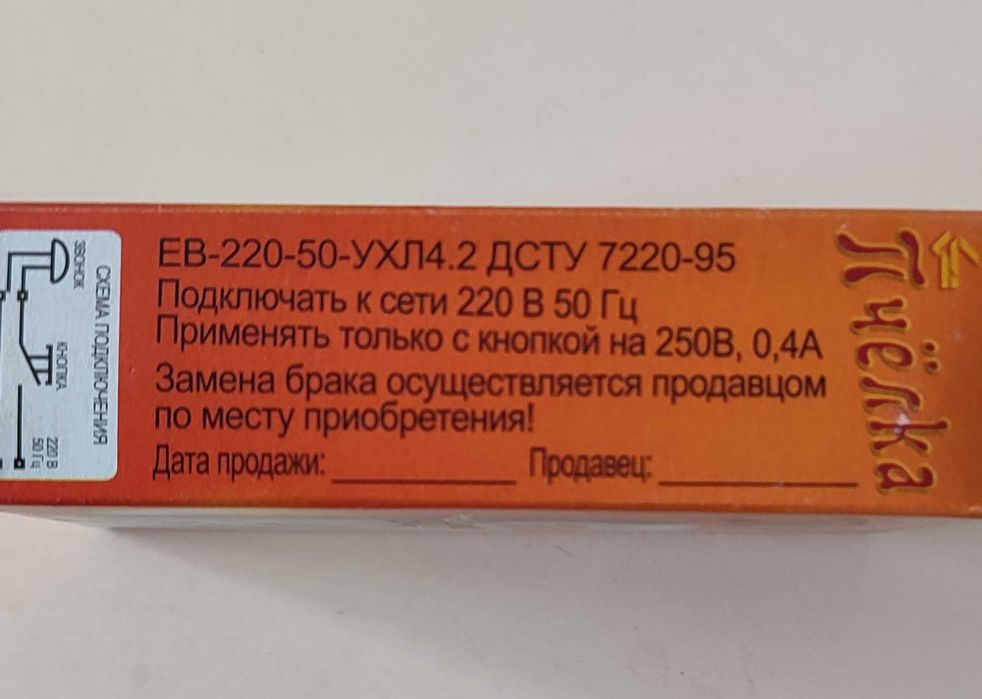 ЕВ-220-50-УХЛ4.2 ДСТУ 7220-95
Подключать к сети 220 В 50 Гц
Применять только с кнопкой на 250В, 0,4А
Замена брака осуществляется продавцом
по месту приобретения!
Дата продажи: Продавец:
Пчёлка
СХЕМА ПОДКЛЮЧЕНИЯ
ЗВОНОК
КНОПКА
220 В
50 Гц